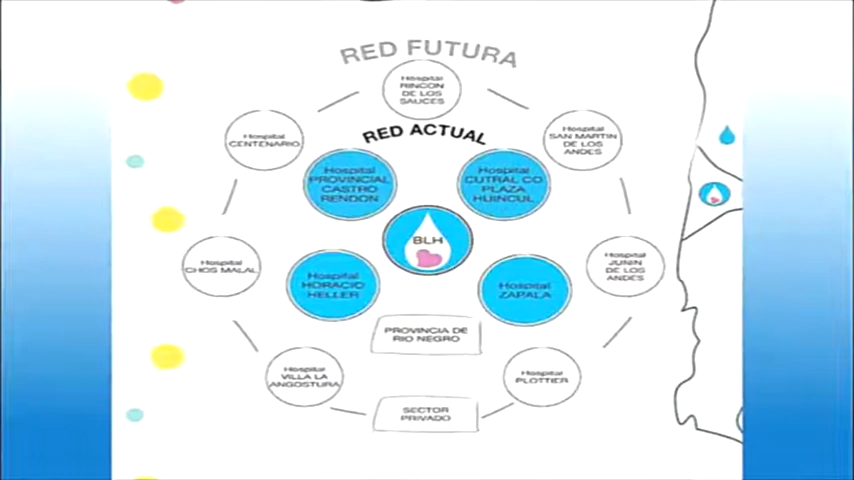 RED FUTURA
Hospital
RINCON
DE LOS
SAUCES
Hospital
CENTENARIO
RED ACTUAL
Hospital
SAN MARTIN
DE LOS
ANDES
Hospital
PROVINCIAL
CASTRO
RENDON
Hospital
CUTRAL CO
PLAZA
HUINCUL
BLH
Hospital
CHOS MALAL
Hospital
HORACIO
HELLER
Hospital
ZAPALA
Hospital
JUNIN
DE LOS
ANDES
PROVINCIA DE
RIO NEGRO
Hospital
VILLA LA
ANGOSTURA
Hospital
PLOTTIER
SECTOR
PRIVADO